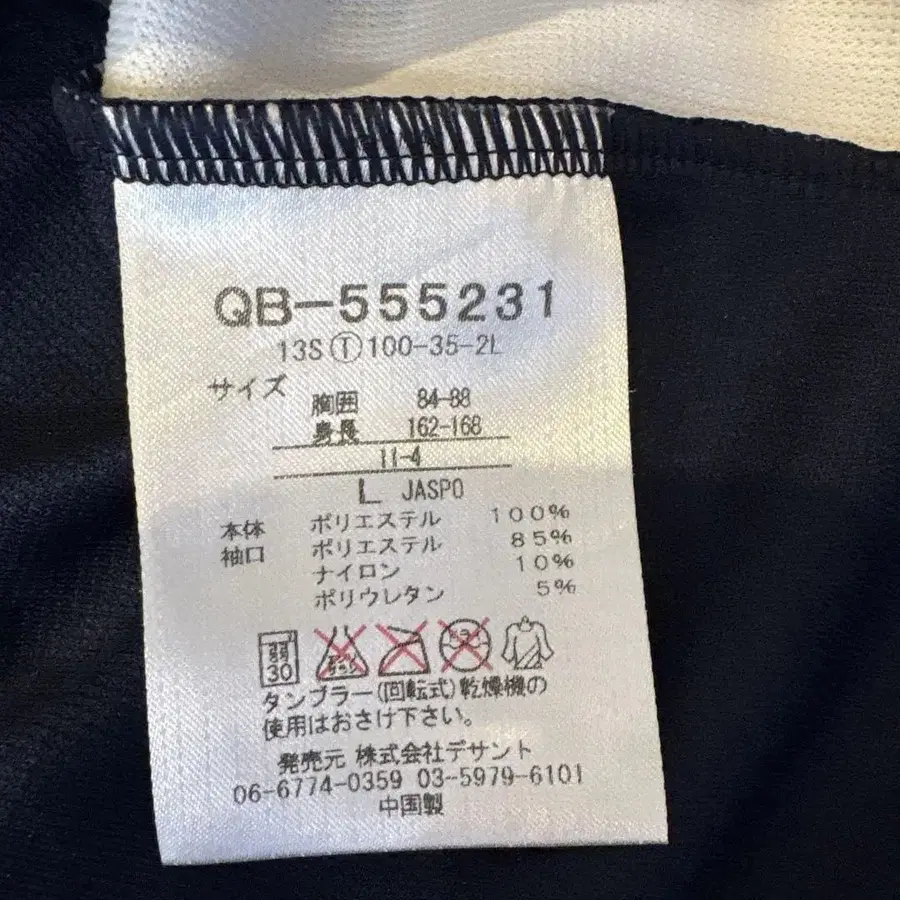 QB-555231
13SⓉ100-35-2L
サイズ
胸囲 84-88
身長 162-168
11-4
L JASPO
本体 ポリエステル 100%
袖口 ポリエステル 85%
ナイロン 10%
ポリウレタン 5%
弱 30
タンブラー(回転式)乾燥機の
使用はおさけ下さい。
発売元 株式会社デサント
06-6774-0359 03-5979-6101
中国製